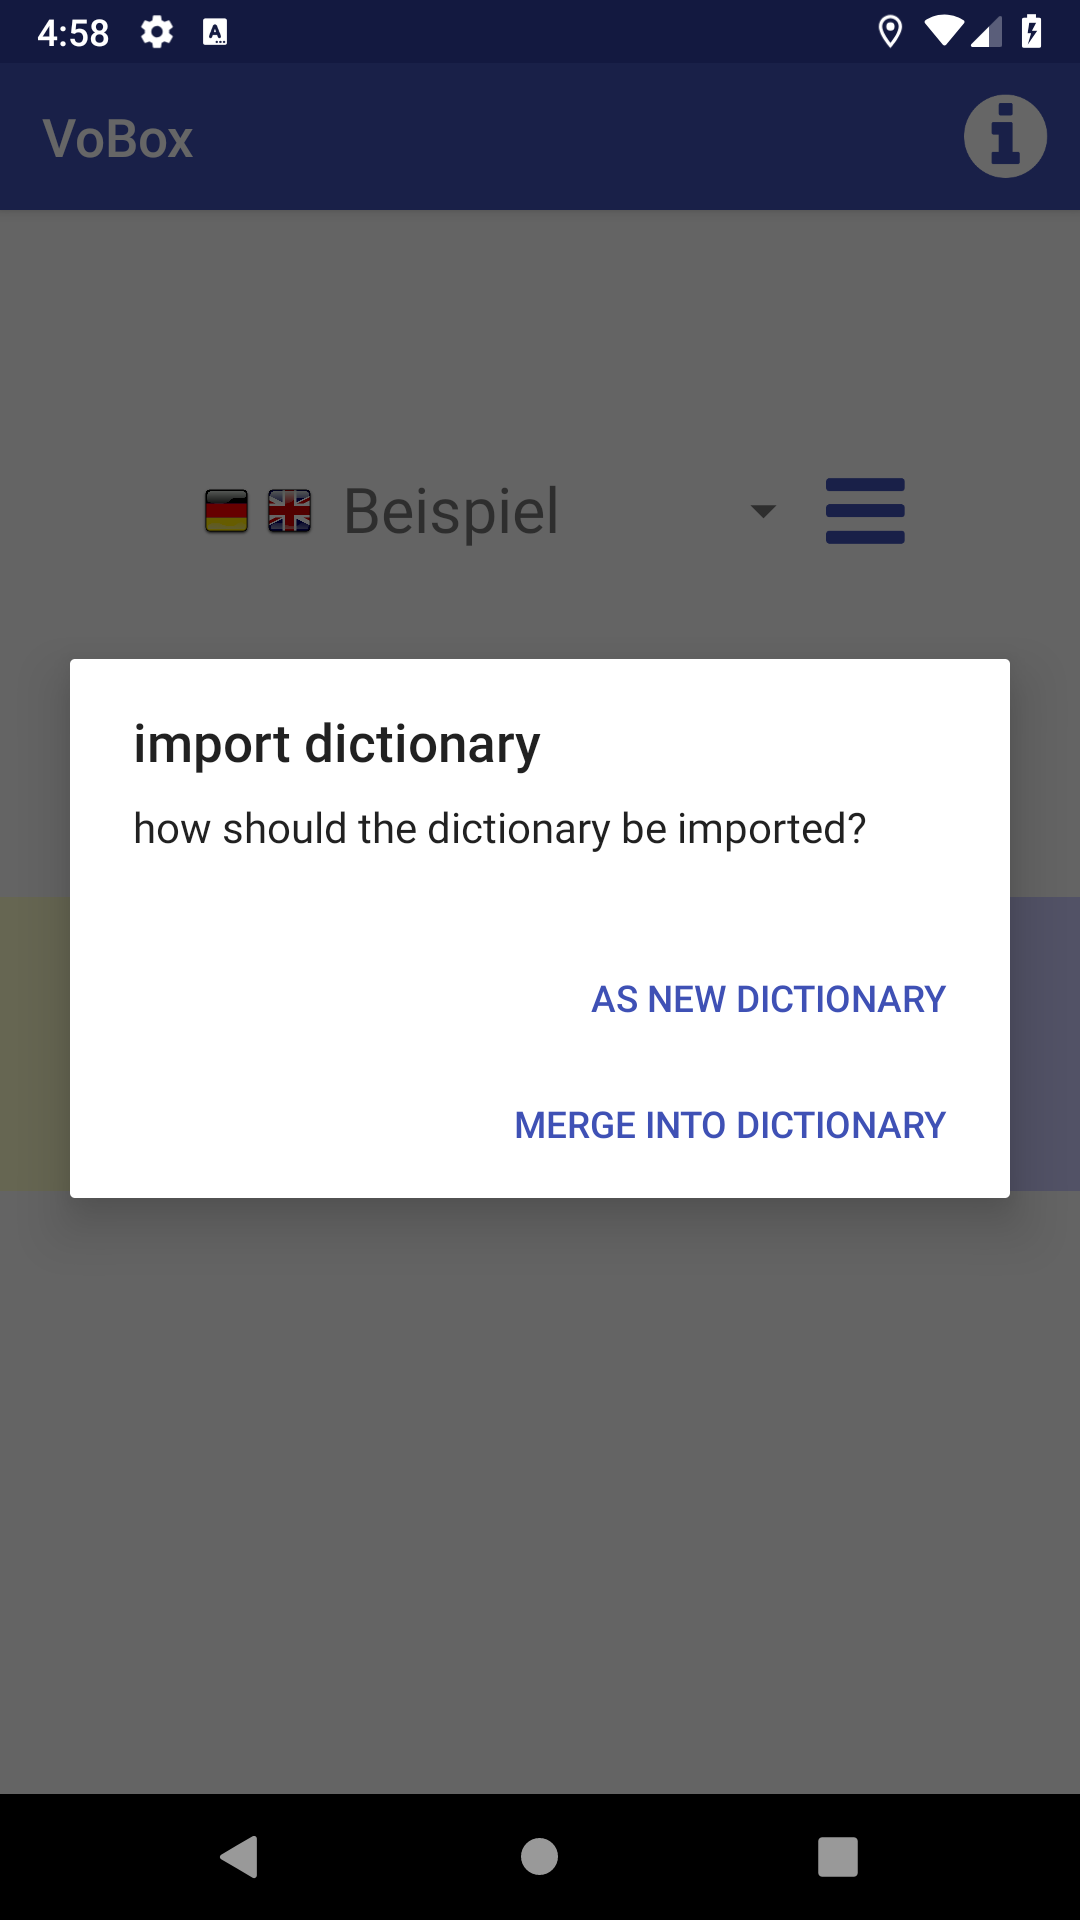 4:58
VoBox
Beispiel
import dictionary
how should the dictionary be imported?
AS NEW DICTIONARY
MERGE INTO DICTIONARY